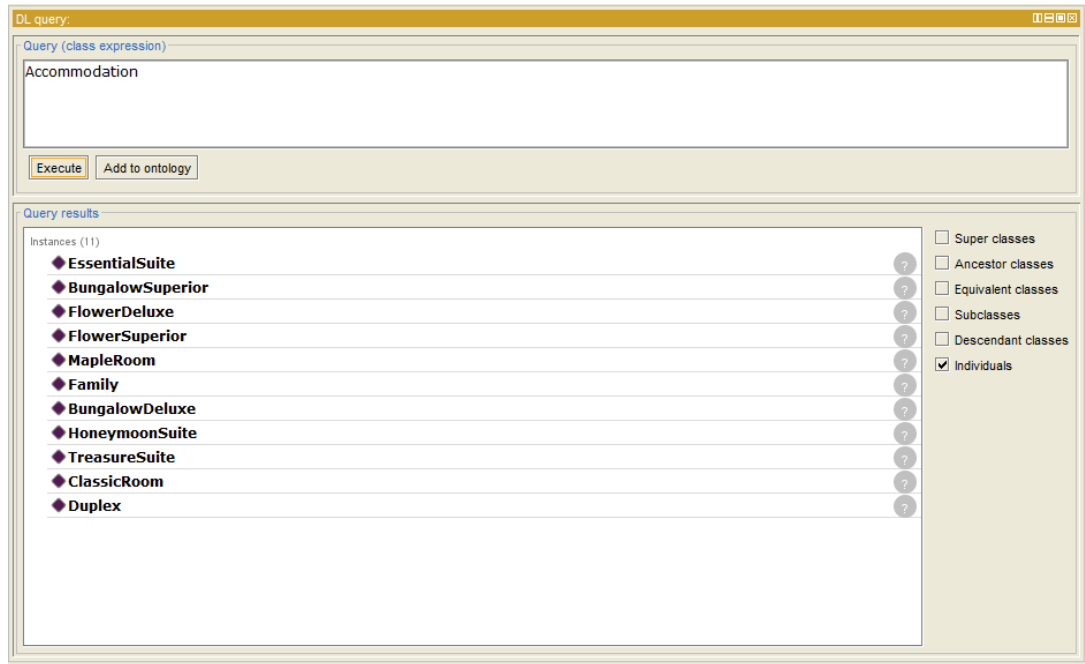 DL query:
Query (class expression)
Accommodation
Execute Add to ontology
Query results
Instances (11)
EssentialSuite ?
BungalowSuperior ?
FlowerDeluxe ?
FlowerSuperior ?
MapleRoom ?
Family ?
BungalowDeluxe ?
HoneymoonSuite ?
TreasureSuite ?
ClassicRoom ?
Duplex ?
Super classes
Ancestor classes
Equivalent classes
Subclasses
Descendant classes
Individuals